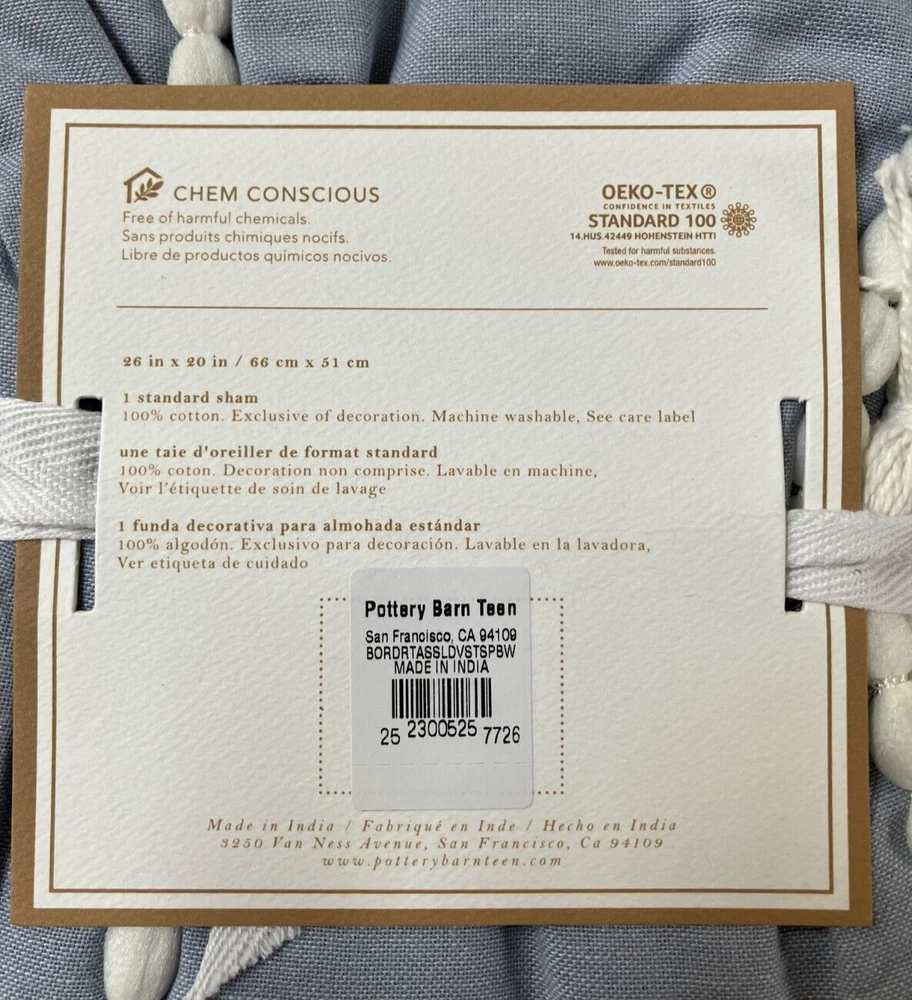 CHEM CONSCIOUS
Free of harmful chemicals.
Sans produits chimiques nocifs.
Libre de productos químicos nocivos.
OEKO-TEX®
CONFIDENCE IN TEXTILES
STANDARD 100
14.HUS.42449 HOHENSTEIN HTTI
Tested for harmful substances.
www.oeko-tex.com/standard100
26 in x 20 in / 66 cm x 51 cm
1 standard sham
100% cotton. Exclusive of decoration. Machine washable, See care label
une taie d'oreiller de format standard
100% coton. Decoration non comprise. Lavable en machine,
Voir l'étiquette de soin de lavage
1 funda decorativa para almohada estándar
100% algodón. Exclusivo para decoración. Lavable en la lavadora,
Ver etiqueta de cuidado
Pottery Barn Teen
San Francisco, CA 94109
BORDRTASSLDVSTSPBW
MADE IN INDIA
25 2300525 7726
Made in India / Fabriqué en Inde / Hecho en India
3250 Van Ness Avenue, San Francisco, Ca 94109
www.potterybarnteen.com